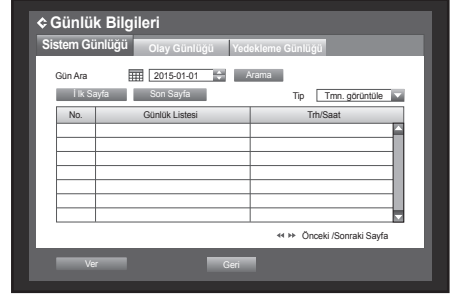 Günlük Bilgileri
Sistem Günlüğü Olay Günlüğü Yedekleme Günlüğü
Gün Ara 2015-01-01 Arama
İlk Sayfa Son Sayfa Tip Tmn. görüntüle
No. Günlük Listesi Trh/Saat
Önceki /Sonraki Sayfa
Ver Geri